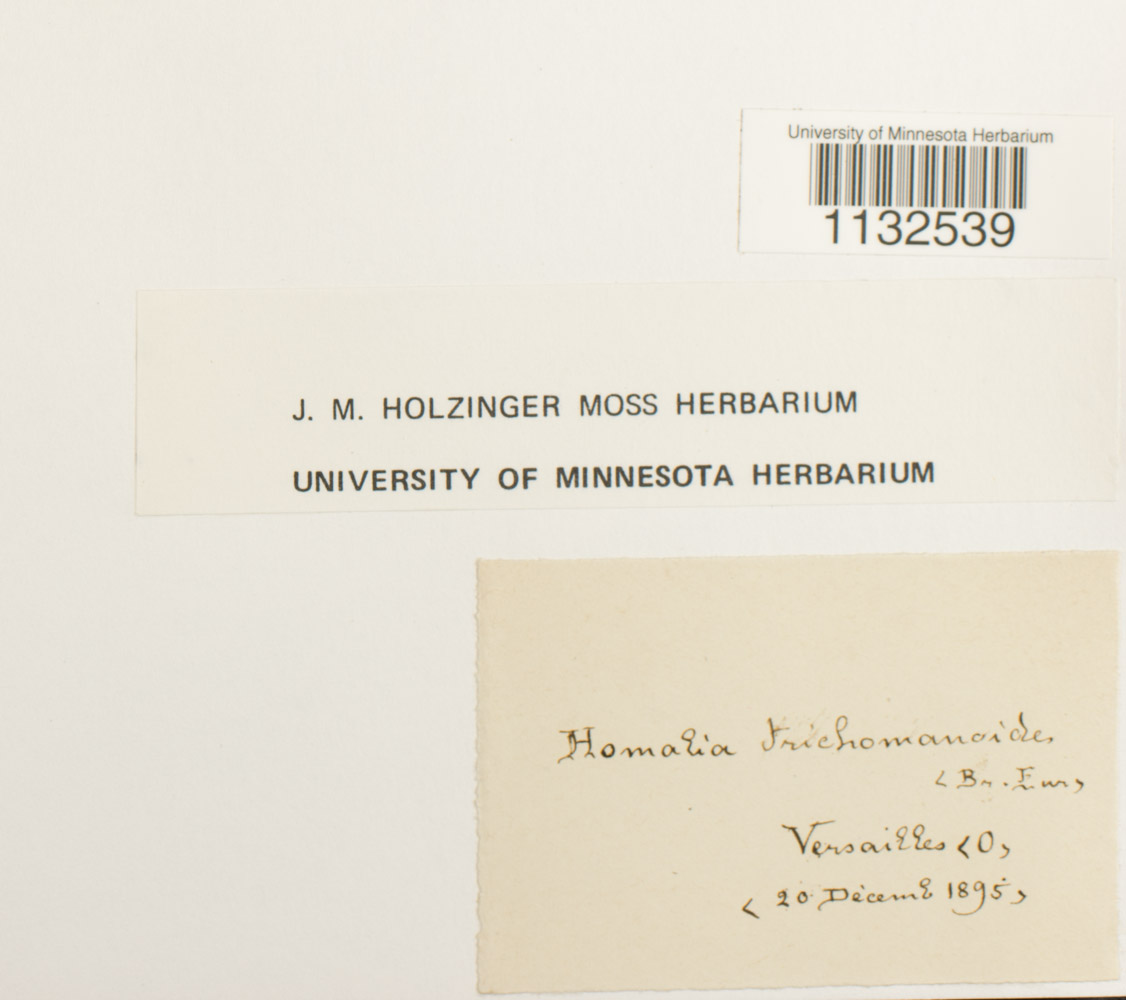 University of Minnesota Herbarium
1132539
J. M. HOLZINGER MOSS HERBARIUM
UNIVERSITY OF MINNESOTA HERBARIUM
Homalia trichomanoides
< Br. Eur >
Versailles < O >
< 20 Décemb 1895 >